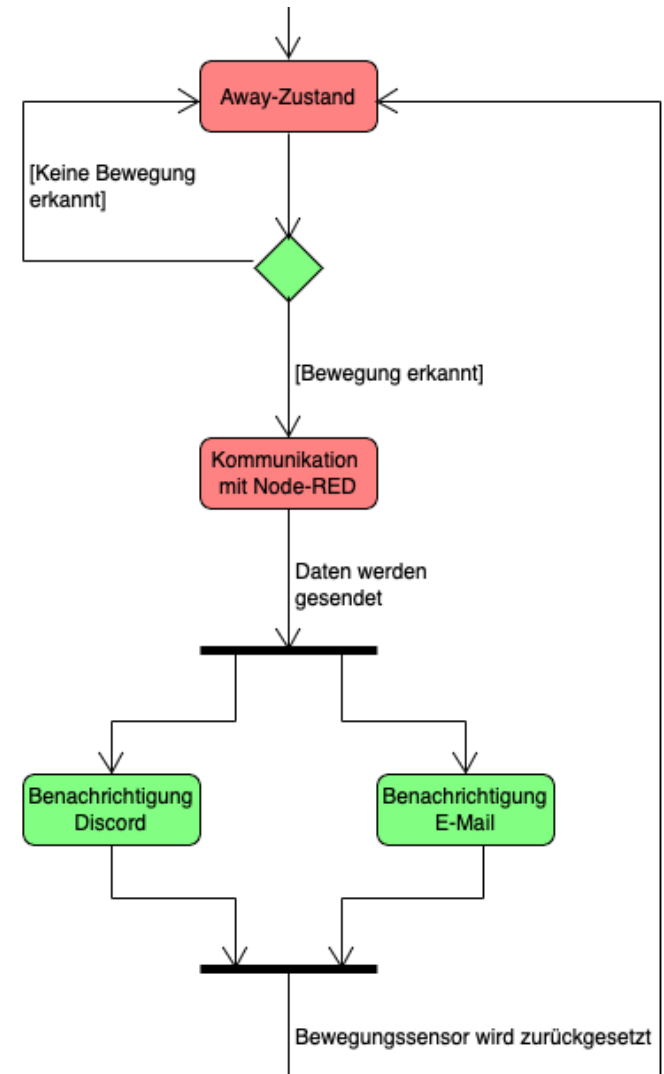 Away-Zustand
[Keine Bewegung
erkannt]
[Bewegung erkannt]
Kommunikation
mit Node-RED
Daten werden
gesendet
Benachrichtigung
Discord
Benachrichtigung
E-Mail
Bewegungssensor wird zurückgesetzt